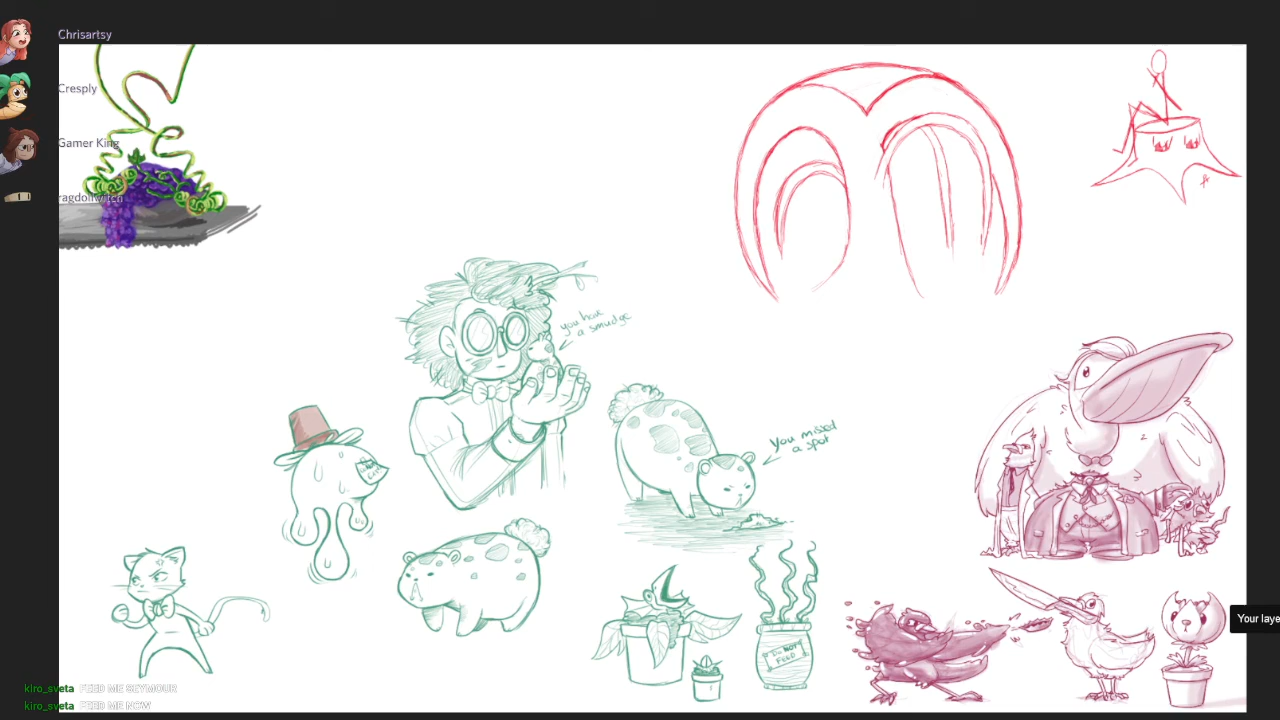 Chrisartsy
Cresply
Gamer King
ragdollwitch
you have
a smudge
You missed
a spot
DO NOT
FEED
Your laye
kiro_sveta FEED ME SEYMOUR
kiro_sveta FEED ME NOW